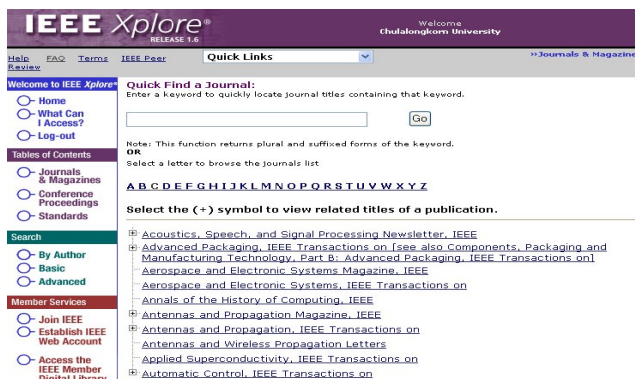 IEEE Xplore®
RELEASE 1.6
Welcome
Chulalongkorn University
Help FAQ Terms IEEE Peer
Review
Quick Links
»Journals & Magazine
Welcome to IEEE Xplore®
Home
What Can
I Access?
Log-out
Tables of Contents
Journals
& Magazines
Conference
Proceedings
Standards
Search
By Author
Basic
Advanced
Member Services
Join IEEE
Establish IEEE
Web Account
Access the
IEEE Member
Digital Library
Quick Find a Journal:
Enter a keyword to quickly locate journal titles containing that keyword.
Go
Note: This function returns plural and suffixed forms of the keyword.
OR
Select a letter to browse the journals list
A B C D E F G H I J K L M N O P Q R S T U V W X Y Z
Select the (+) symbol to view related titles of a publication.
Acoustics, Speech, and Signal Processing Newsletter, IEEE
Advanced Packaging, IEEE Transactions on [see also Components, Packaging and
Manufacturing Technology, Part B: Advanced Packaging, IEEE Transactions on]
Aerospace and Electronic Systems Magazine, IEEE
Aerospace and Electronic Systems, IEEE Transactions on
Annals of the History of Computing, IEEE
Antennas and Propagation Magazine, IEEE
Antennas and Propagation, IEEE Transactions on
Antennas and Wireless Propagation Letters
Applied Superconductivity, IEEE Transactions on
Automatic Control, IEEE Transactions on